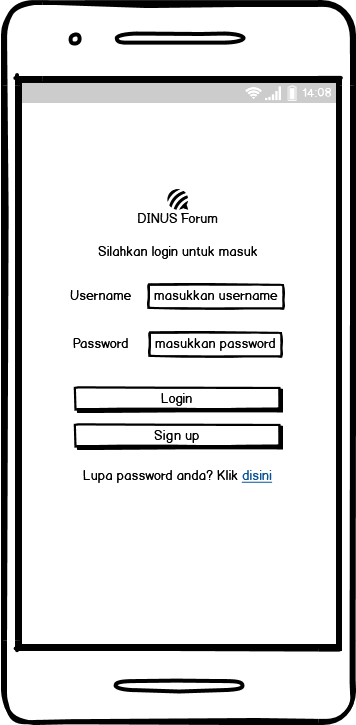 14:08
DINUS Forum
Silahkan login untuk masuk
Username masukkan username
Password masukkan password
Login
Sign up
Lupa password anda? Klik disini